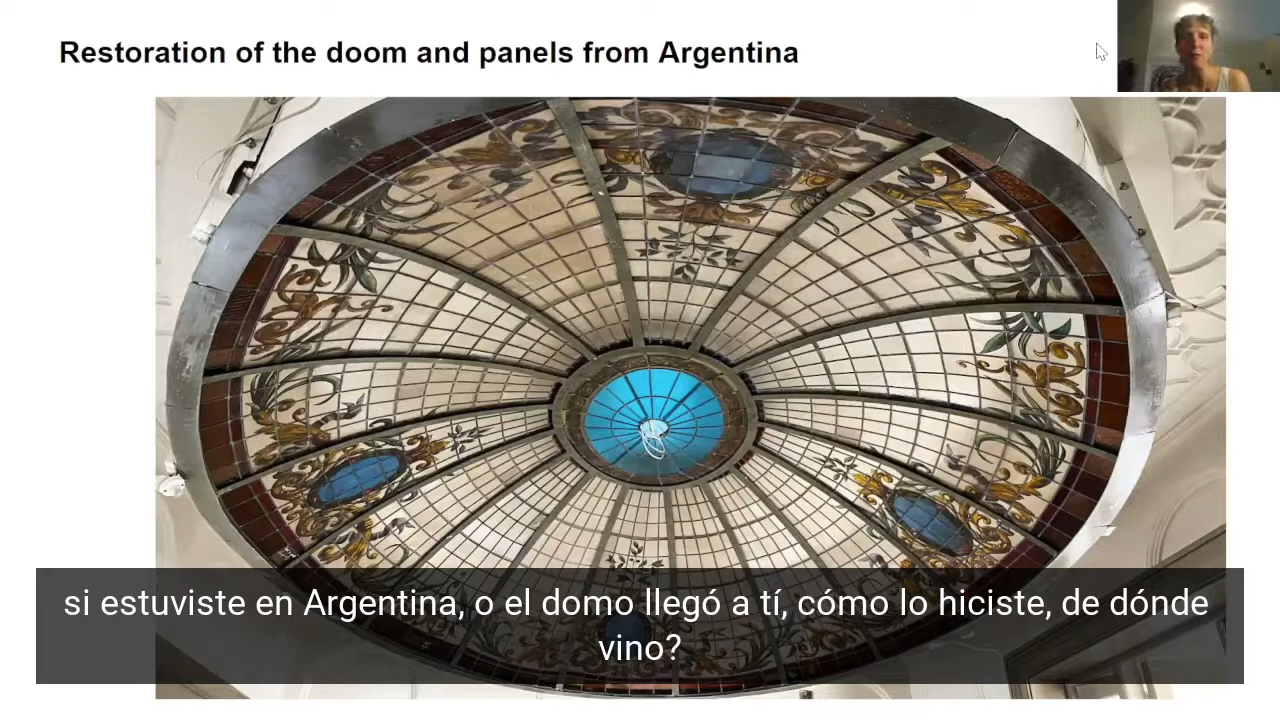 Restoration of the doom and panels from Argentina
si estuviste en Argentina, o el domo llegó a tí, cómo lo hiciste, de dónde
vino?